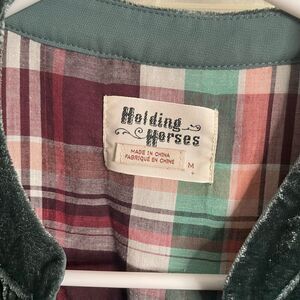 Holding
Horses
MADE IN CHINA
FABRIQUÉ EN CHINE
M